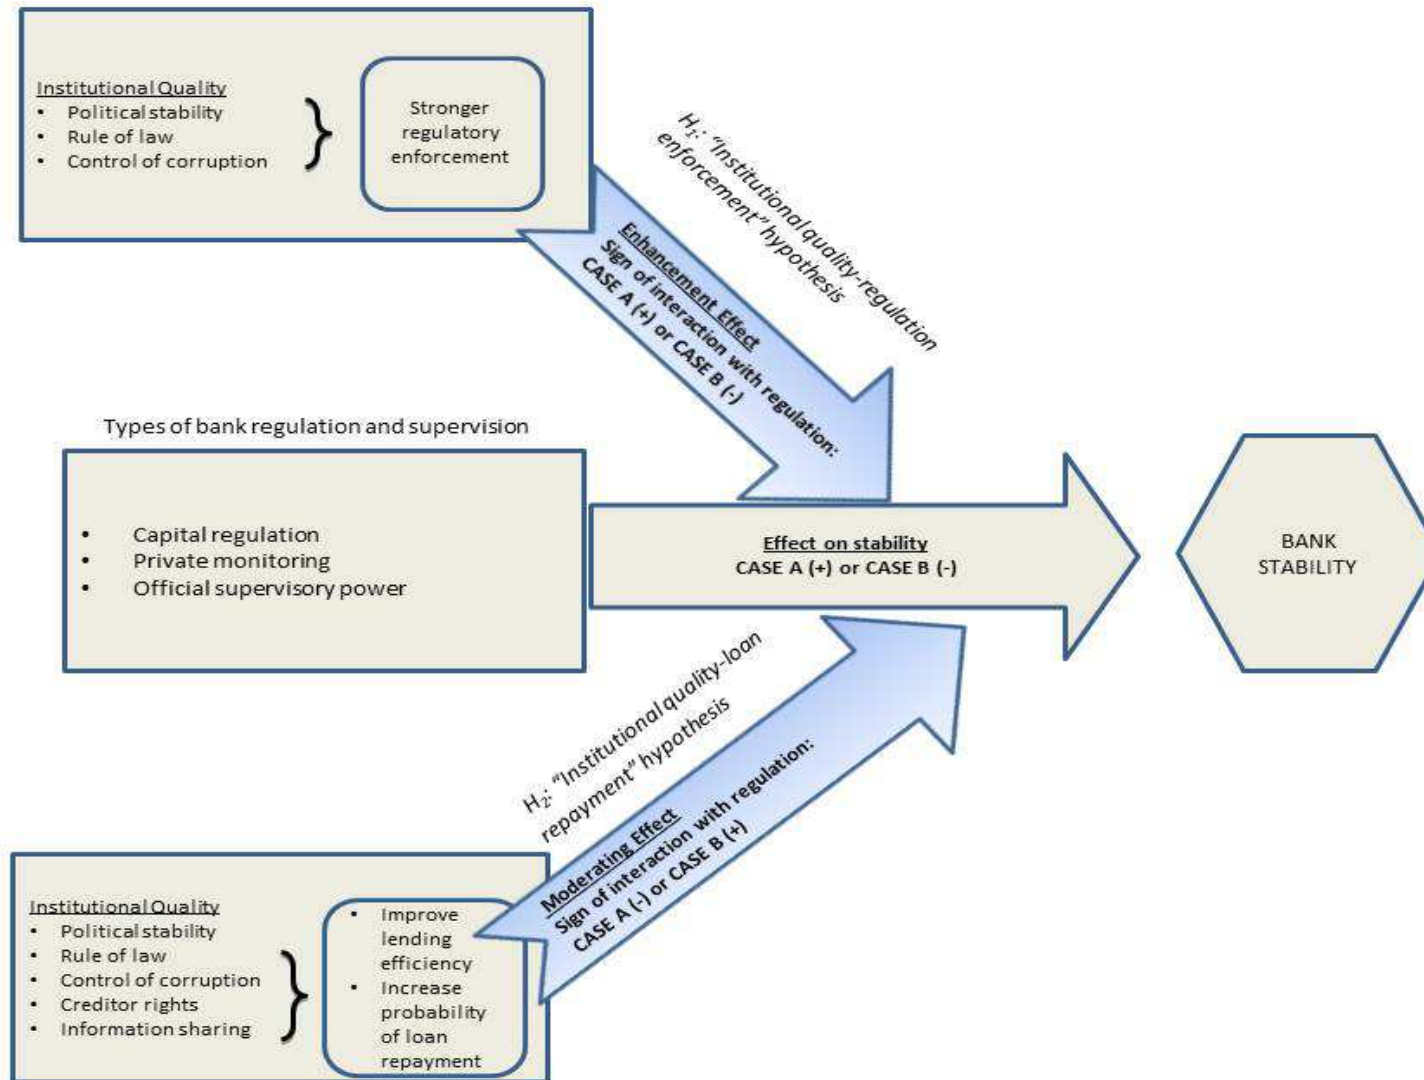 Institutional Quality
• Political stability
• Rule of law
• Control of corruption
Stronger
regulatory
enforcement
H₁: “Institutional quality-regulation
enforcement” hypothesis
Enhancement Effect
Sign of interaction with regulation:
CASE A (+) or CASE B (-)
Types of bank regulation and supervision
• Capital regulation
• Private monitoring
• Official supervisory power
Effect on stability
CASE A (+) or CASE B (-)
BANK
STABILITY
H₂: “Institutional quality-loan
repayment” hypothesis
Moderating Effect
Sign of interaction with regulation:
CASE A (-) or CASE B (+)
Institutional Quality
• Political stability
• Rule of law
• Control of corruption
• Creditor rights
• Information sharing
• Improve
lending
efficiency
• Increase
probability
of loan
repayment